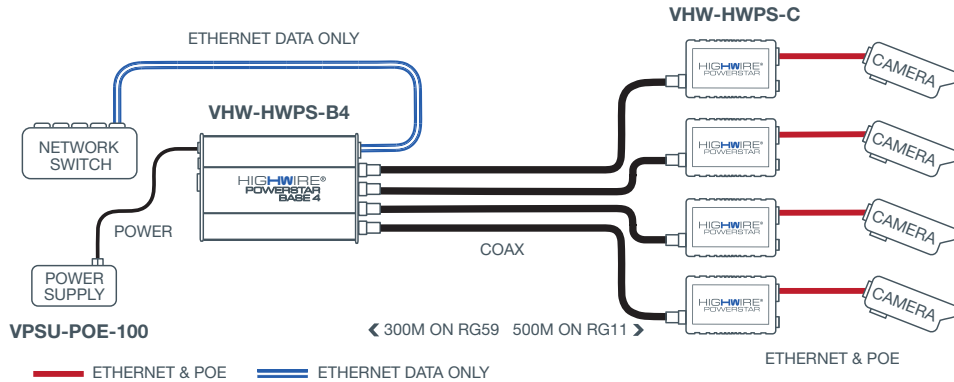 VHW-HWPS-C
ETHERNET DATA ONLY
HIGHWIRE®
POWERSTAR
CAMERA
VHW-HWPS-B4
NETWORK
SWITCH
HIGHWIRE®
POWERSTAR
BASE 4
HIGHWIRE®
POWERSTAR
CAMERA
POWER
COAX
HIGHWIRE®
POWERSTAR
CAMERA
POWER
SUPPLY
HIGHWIRE®
POWERSTAR
CAMERA
VPSU-POE-100
300M ON RG59 500M ON RG11
ETHERNET & POE
ETHERNET & POE ETHERNET DATA ONLY